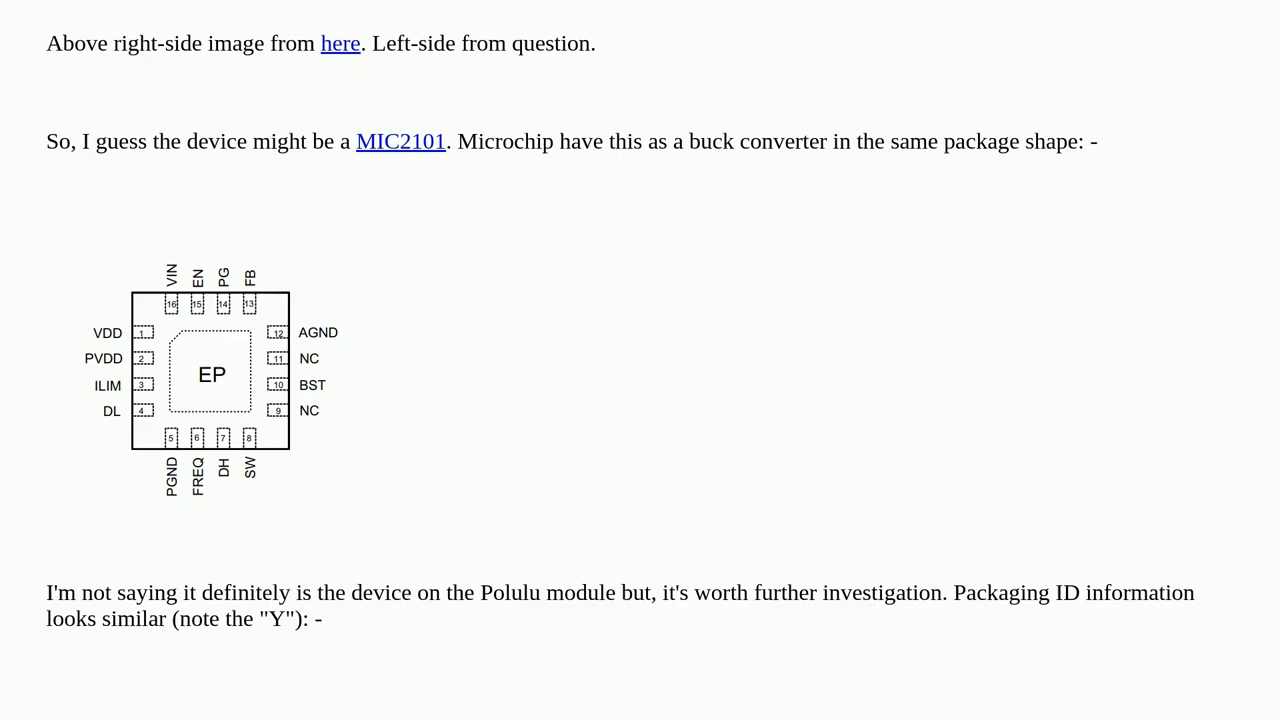 Above right-side image from here. Left-side from question.
So, I guess the device might be a MIC2101. Microchip have this as a buck converter in the same package shape: -
VIN EN PG FB
16 15 14 13
VDD 1 12 AGND
PVDD 2 11 NC
EP
ILIM 3 10 BST
DL 4 9 NC
5 6 7 8
PGND FREQ DH SW
I'm not saying it definitely is the device on the Polulu module but, it's worth further investigation. Packaging ID information
looks similar (note the "Y"): -